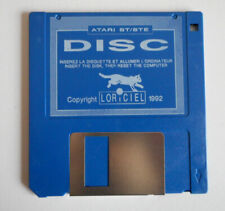 ATARI ST/STE
DISC
INSEREZ LA DISQUETTE ET ALLUMER L'ORDINATEUR
INSERT THE DISK, THEN RESET THE COMPUTER
Copyright LORICIEL 1992